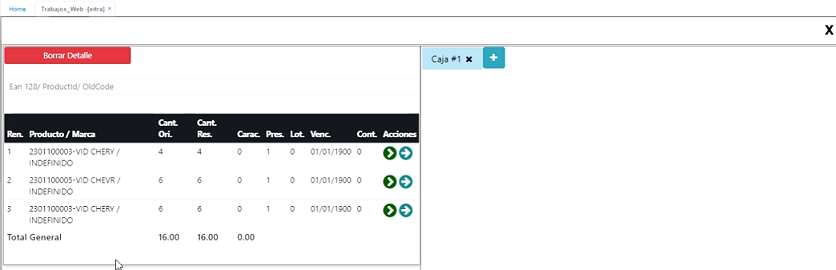 Home Trabajos_Web -[extra] ×
X
Borrar Detalle
Caja #1 ✖ +
Ean 128/ ProductId/ OldCode
Ren. Producto / Marca Cant. Ori. Cant. Res. Carac. Pres. Lot. Venc. Cont. Acciones
1 2301100003-VID CHERY / 4 4 0 1 0 01/01/1900 0
INDEFINIDO
2 2301100005-VID CHEVR / 6 6 0 1 0 01/01/1900 0
INDEFINIDO
3 2301100003-VID CHERY / 6 6 0 1 0 01/01/1900 0
INDEFINIDO
Total General 16.00 16.00 0.00